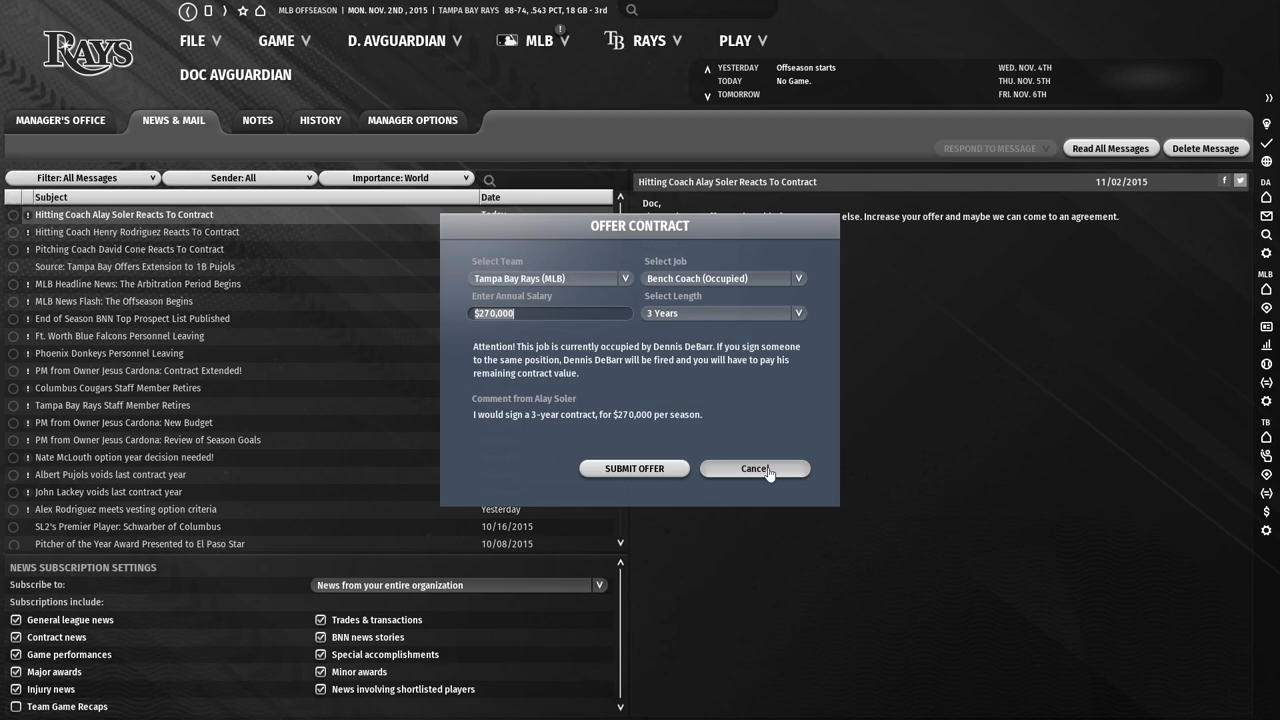 MLB OFFSEASON | MON. NOV. 2ND , 2015 | TAMPA BAY RAYS 88-74, .543 PCT, 18 GB - 3rd
RAYS
FILE GAME D. AVGUARDIAN MLB ! TB RAYS PLAY
DOC AVGUARDIAN
YESTERDAY Offseason starts WED. NOV. 4TH
TODAY No Game. THU. NOV. 5TH
TOMORROW FRI. NOV. 6TH
MANAGER'S OFFICE NEWS & MAIL NOTES HISTORY MANAGER OPTIONS
RESPOND TO MESSAGE Read All Messages Delete Message
Filter: All Messages Sender: All Importance: World
Subject Date
! Hitting Coach Alay Soler Reacts To Contract
! Hitting Coach Henry Rodriguez Reacts To Contract
! Pitching Coach David Cone Reacts To Contract
Source: Tampa Bay Offers Extension to 1B Pujols
! MLB Headline News: The Arbitration Period Begins
! MLB News Flash: The Offseason Begins
! End of Season BNN Top Prospect List Published
! Ft. Worth Blue Falcons Personnel Leaving
! Phoenix Donkeys Personnel Leaving
! PM from Owner Jesus Cardona: Contract Extended!
! Columbus Cougars Staff Member Retires
! Tampa Bay Rays Staff Member Retires
! PM from Owner Jesus Cardona: New Budget
! PM from Owner Jesus Cardona: Review of Season Goals
! Nate McLouth option year decision needed!
! Albert Pujols voids last contract year
! John Lackey voids last contract year
! Alex Rodriguez meets vesting option criteria Yesterday
SL2's Premier Player: Schwarber of Columbus 10/16/2015
Pitcher of the Year Award Presented to El Paso Star 10/08/2015
Hitting Coach Alay Soler Reacts To Contract 11/02/2015
Doc,
else. Increase your offer and maybe we can come to an agreement.
OFFER CONTRACT
Select Team Select Job
Tampa Bay Rays (MLB) Bench Coach (Occupied)
Enter Annual Salary Select Length
$270,000 3 Years
Attention! This job is currently occupied by Dennis DeBarr. If you sign someone
to the same position, Dennis DeBarr will be fired and you will have to pay his
remaining contract value.
Comment from Alay Soler
I would sign a 3-year contract, for $270,000 per season.
SUBMIT OFFER Cancel
NEWS SUBSCRIPTION SETTINGS
Subscribe to: News from your entire organization
Subscriptions include:
General league news Trades & transactions
Contract news BNN news stories
Game performances Special accomplishments
Major awards Minor awards
Injury news News involving shortlisted players
Team Game Recaps
DA
MLB
TB